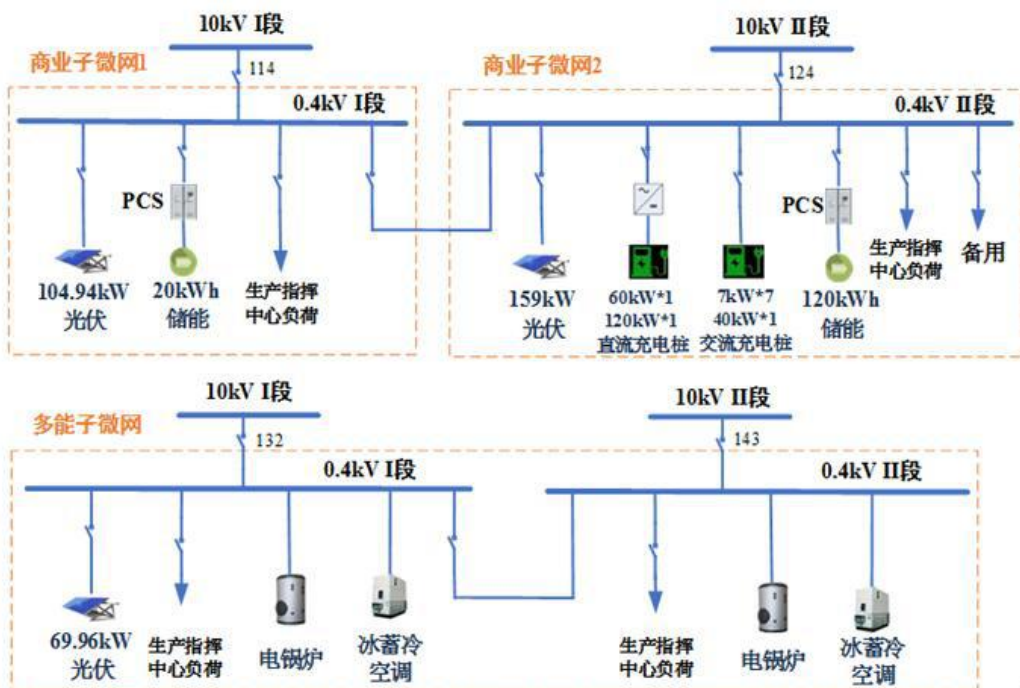 10kV I段
10kV II段
商业子微网1
114
商业子微网2
124
0.4kV I段
0.4kV II段
PCS
PCS
104.94kW
光伏
20kWh
储能
生产指挥
中心负荷
159kW
光伏
60kW*1
120kW*1
直流充电桩
7kW*7
40kW*1
交流充电桩
120kWh
储能
生产指挥
中心负荷
备用
10kV I段
10kV II段
多能子微网
132
143
0.4kV I段
0.4kV II段
69.96kW
光伏
生产指挥
中心负荷
电锅炉
冰蓄冷
空调
生产指挥
中心负荷
电锅炉
冰蓄冷
空调